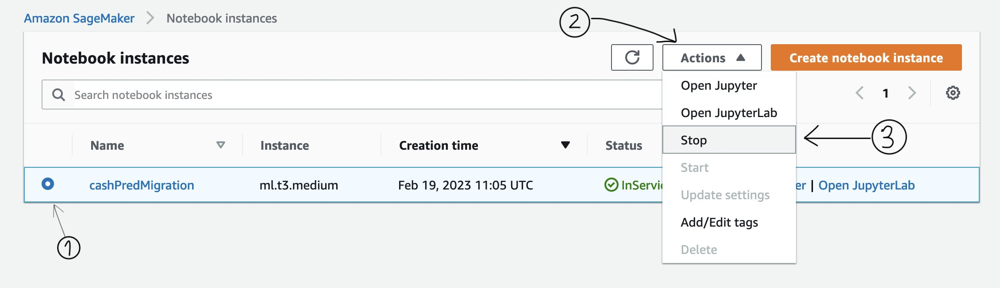 Amazon SageMaker > Notebook instances
2
Notebook instances
Actions
Create notebook instance
Search notebook instances
1
Open Jupyter
Open JupyterLab
Stop
3
Start
Update settings
Add/Edit tags
Delete
Name
Instance
Creation time
Status
cashPredMigration
ml.t3.medium
Feb 19, 2023 11:05 UTC
InServic
er | Open JupyterLab
1